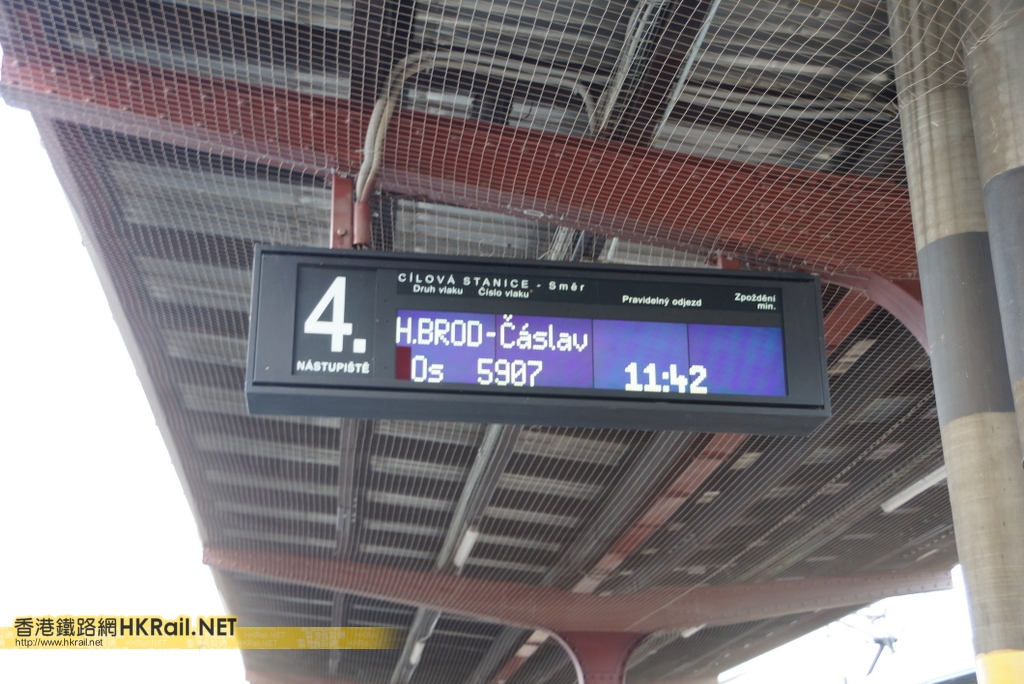 4.
NÁSTUPIŠTĚ
CÍLOVÁ STANICE - Směr
Druh vlaku Číslo vlaku
Pravidelný odjezd
Zpoždění
min.
H.BROD-Čáslav
Os 5907
11:42
香港鐵路網HKRail.NET
http://www.hkrail.net